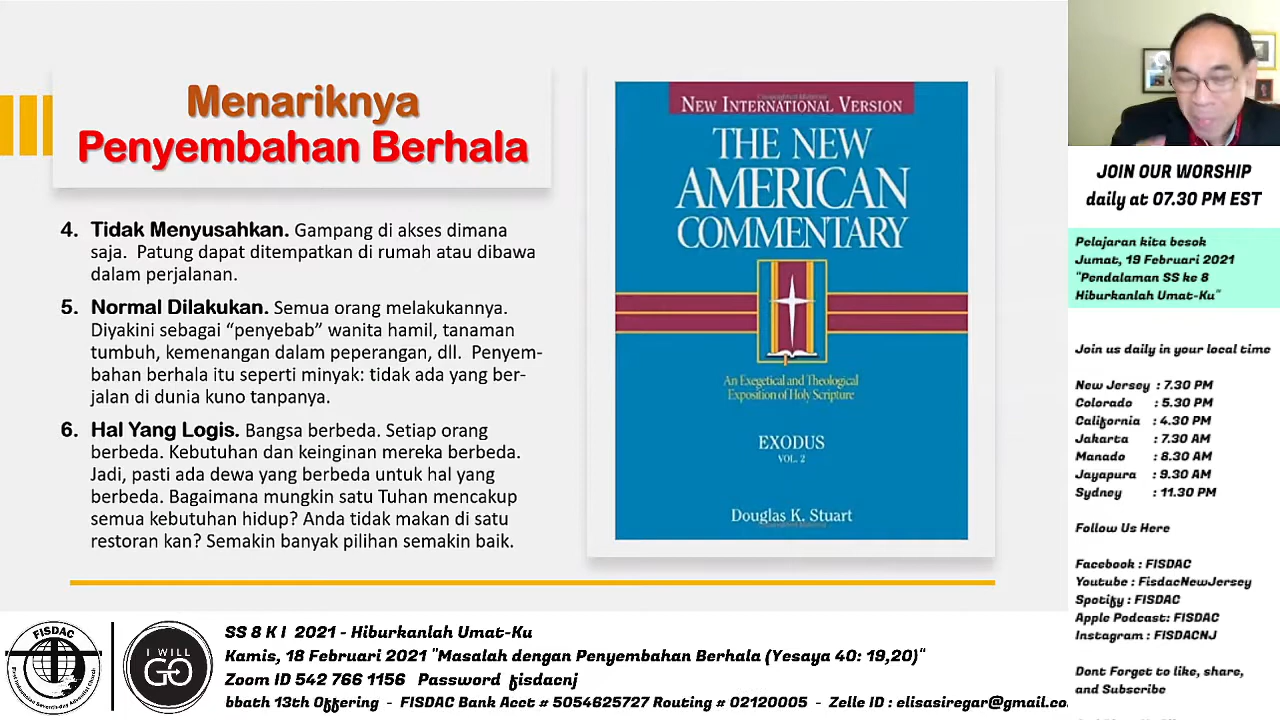 Menariknya
Penyembahan Berhala
4. Tidak Menyusahkan. Gampang di akses dimana
saja. Patung dapat ditempatkan di rumah atau dibawa
dalam perjalanan.
5. Normal Dilakukan. Semua orang melakukannya.
Diyakini sebagai “penyebab” wanita hamil, tanaman
tumbuh, kemenangan dalam peperangan, dll. Penyem-
bahan berhala itu seperti minyak: tidak ada yang ber-
jalan di dunia kuno tanpanya.
6. Hal Yang Logis. Bangsa berbeda. Setiap orang
berbeda. Kebutuhan dan keinginan mereka berbeda.
Jadi, pasti ada dewa yang berbeda untuk hal yang
berbeda. Bagaimana mungkin satu Tuhan mencakup
semua kebutuhan hidup? Anda tidak makan di satu
restoran kan? Semakin banyak pilihan semakin baik.
NEW INTERNATIONAL VERSION
THE NEW
AMERICAN
COMMENTARY
An Exegetical and Theological
Exposition of Holy Scripture
EXODUS
VOL. 2
Douglas K. Stuart
JOIN OUR WORSHIP
daily at 07.30 PM EST
Pelajaran kita besok
Jumat, 19 Februari 2021
"Pendalaman SS ke 8
Hiburkanlah Umat-Ku"
Join us daily in your local time
New Jersey : 7.30 PM
Colorado : 5.30 PM
California : 4.30 PM
Jakarta : 7.30 AM
Manado : 8.30 AM
Jayapura : 9.30 AM
Sydney : 11.30 PM
Follow Us Here
Facebook : FISDAC
Youtube : FisdacNewJersey
Spotify : FISDAC
Apple Podcast: FISDAC
Instagram : FISDACNJ
Dont Forget to like, share,
and Subscribe
FISDAC
I WILL
GO
SS 8 K I 2021 - Hiburkanlah Umat-Ku
Kamis, 18 Februari 2021 "Masalah dengan Penyembahan Berhala (Yesaya 40: 19,20)"
Zoom ID 542 766 1156 Password fisdacnj
bbath 13th Offering - FISDAC Bank Acct # 5054625727 Routing # 02120005 - Zelle ID : elisasiregar@gmail.co